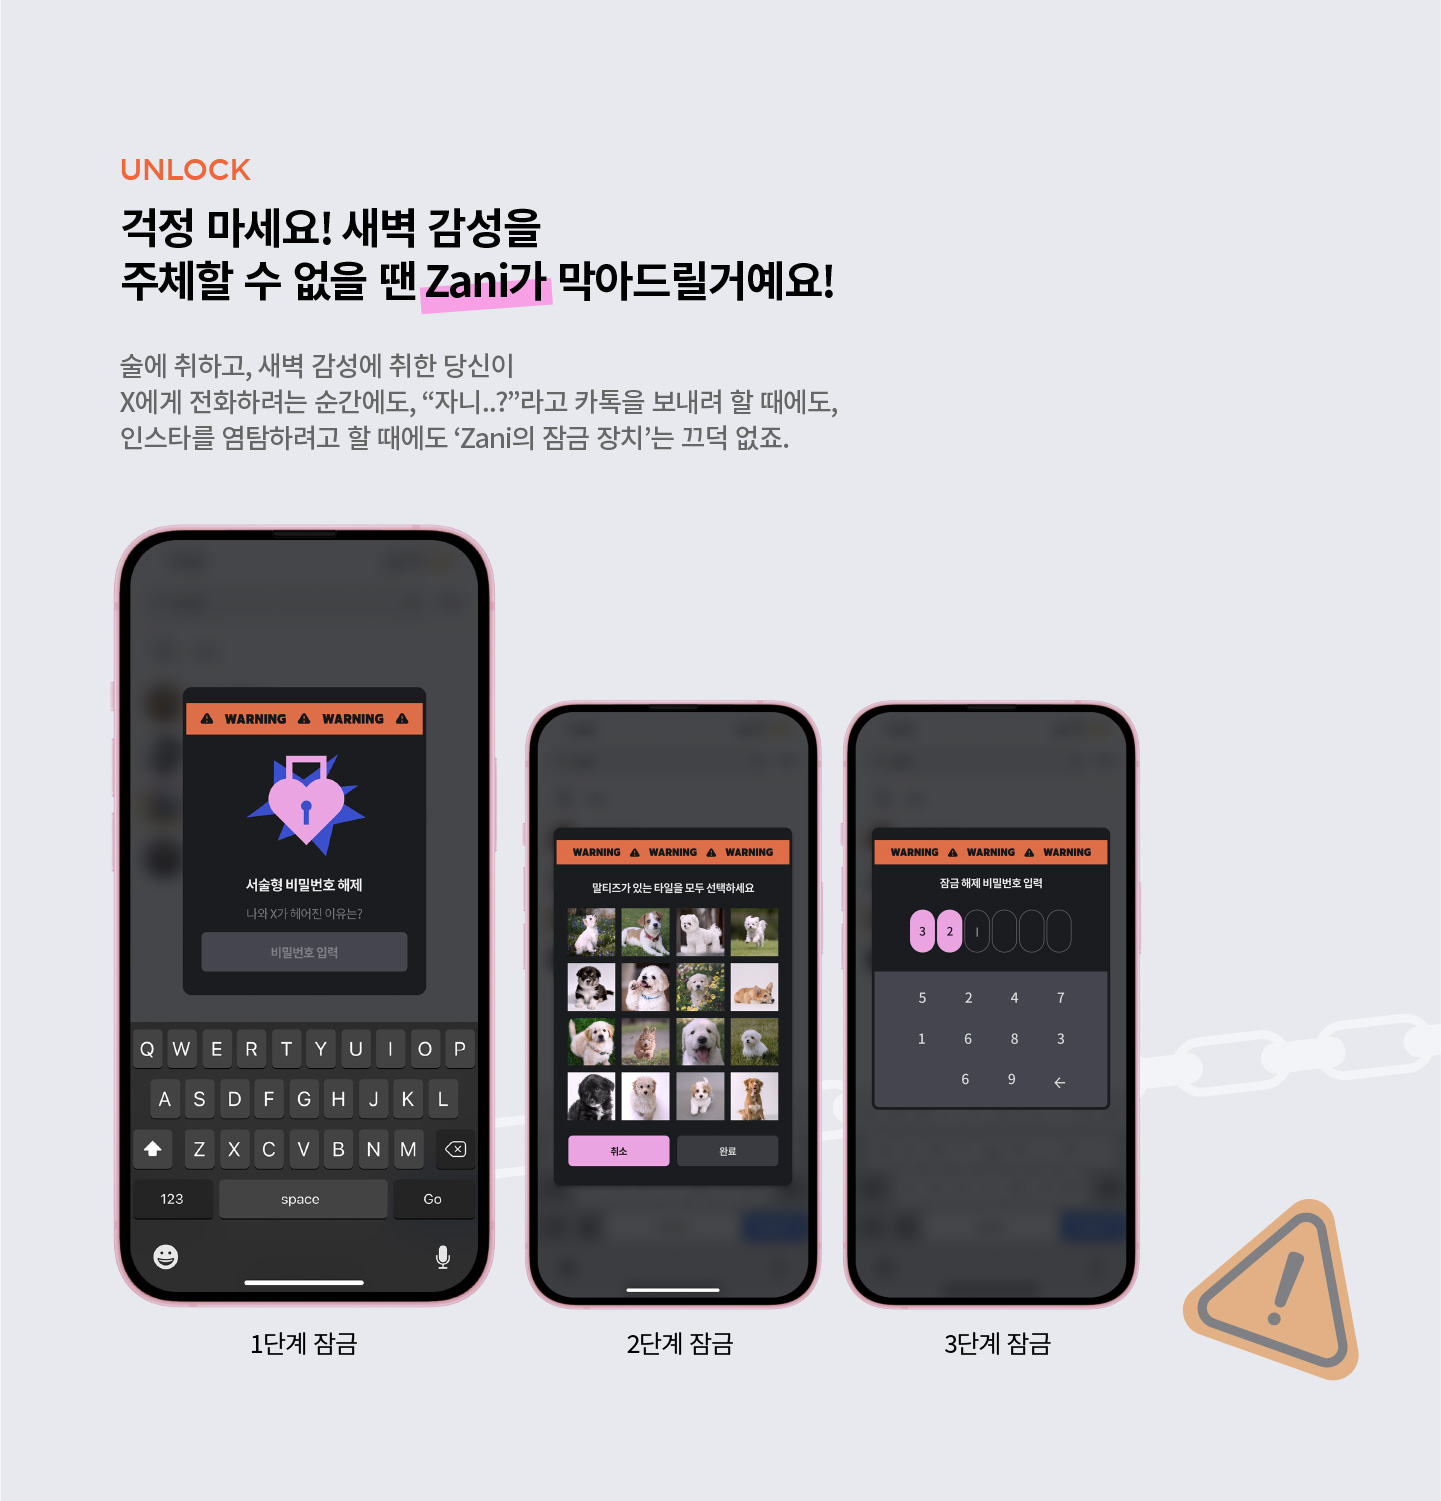 UNLOCK
걱정 마세요! 새벽 감성을
주체할 수 없을 땐 Zani가 막아드릴거예요!
술에 취하고, 새벽 감성에 취한 당신이
X에게 전화하려는 순간에도, “자니..?”라고 카톡을 보내려 할 때에도,
인스타를 염탐하려고 할 때에도 ‘Zani의 잠금 장치’는 끄덕 없죠.
WARNING WARNING
서술형 비밀번호 해제
나와 X가 헤어진 이유는?
비밀번호 입력
Q W E R T Y U I O P
A S D F G H J K L
Z X C V B N M
123 space Go
1단계 잠금
WARNING WARNING WARNING
말티즈가 있는 타일을 모두 선택하세요
취소 완료
2단계 잠금
WARNING WARNING WARNING
잠금 해제 비밀번호 입력
3 2
5 2 4 7
1 6 8 3
6 9
3단계 잠금